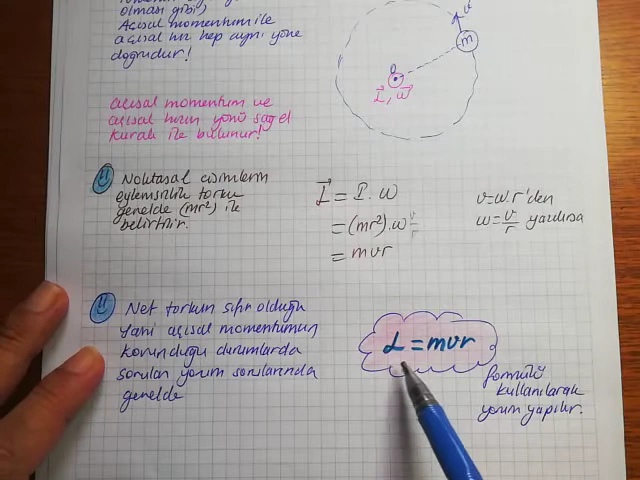 olması gibi,
Açısal momentum ile
açısal hız hep aynı yöne
doğrudur!
v
m
0
L, w
açısal momentum ve
açısal hızın yönü sağ el
kuralı ile bulunur!
Noktasal cisimlerin
eylemsizlik torku
genelde (mr²) ile
belirtilir.
L = I . w
= (mr²) . w v/r
= mvr
v=w.r'den
w = v/r yazılırsa
Net torkun sıfır olduğu
yani açısal momentumun
korunduğu durumlarda
sorulan yorum sorularında
genelde
L = mvr
formülü
kullanılarak
yorum yapılır.